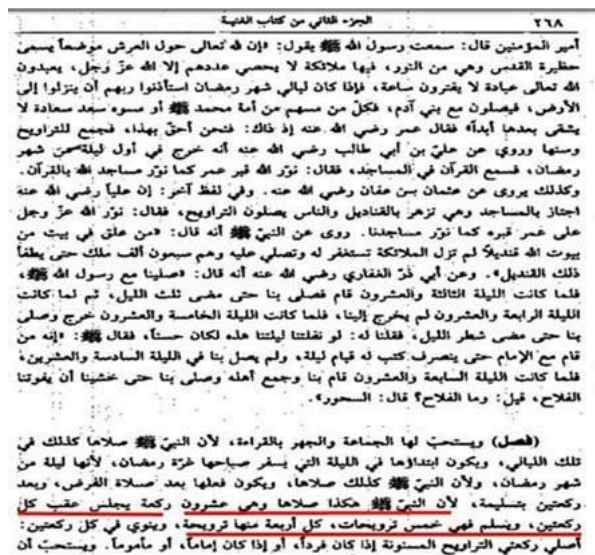 ٢٦٨ الجزء الثاني من كتاب الغنية
أمير المؤمنين قال: سمعت رسول الله ﷺ يقول: «إن لله تعالى حول العرش موضعاً يسمى
حظيرة القدس وهي من النور، فيها ملائكة لا يحصي عددهم إلا الله عزّ وجل، يعبدون
الله تعالى عبادة لا يفترون ساعة، فإذا كان ليالي شهر رمضان استأذنوا ربهم أن ينزلوا إلى
الأرض، فيصلون مع بني آدم، فكلّ من مسهم من أمة محمد ﷺ أو مسوه سعد سعادة لا
يشقى بعدها أبداً» فقال عمر رضي الله عنه إذ ذاك: فنحن أحقّ بهذا، فجمع للتراويح
وسنها وروي عن عليّ بن أبي طالب رضي الله عنه أنه خرج في أول ليلة من شهر
رمضان، فسمع القرآن في المساجد، فقال: نوّر الله قبر عمر كما نوّر مساجد الله بالقرآن.
وكذلك يروى عن عثمان بن عفان رضي الله عنه. وفي لفظ آخر: إن علياً رضي الله عنه
اجتاز بالمساجد وهي تزهر بالقناديل والناس يصلون التراويح، فقال: نوّر الله عزّ وجل
على عمر قبره كما نوّر مساجدنا. روى عن النبيّ ﷺ أنه قال: «من علق في بيت من
بيوت الله قنديلاً لم تزل الملائكة تستغفر له وتصلي عليه وهم سبعون ألف ملك حتى يطفأ
ذلك القنديل». وعن أبي ذرّ الغفاري رضي الله عنه أنه قال: «صلينا مع رسول الله ﷺ،
فلما كانت الليلة الثالثة والعشرون قام فصلى بنا حتى مضى ثلث الليل، ثم لما كانت
الليلة الرابعة والعشرون لم يخرج إلينا، فلما كانت الليلة الخامسة والعشرون خرج وصلى
بنا حتى مضى شطر الليل، فقلنا له: لو نفلتنا ليلتنا هذه لكان حسناً، فقال ﷺ: «إنه من
قام مع الإمام حتى ينصرف كتب له قيام ليلة، ولم يصل بنا في الليلة السادسة والعشرين،
فلما كانت الليلة السابعة والعشرون قام بنا وجمع أهله وصلى بنا حتى خشينا أن يفوتنا
الفلاح، قيل: وما الفلاح؟ قال: السحور».
(فصل) ويستحبّ لها الجماعة والجهر بالقراءة، لأن النبيّ ﷺ صلاها كذلك في
تلك الليالي، ويكون ابتداؤها في الليلة التي يسفر صباحها غرّة رمضان، لأنها ليلة من
شهر رمضان، ولأن النبيّ ﷺ كذلك صلاها، ويكون فعلها بعد صلاة الفرض، وبعد
ركعتين بتسليمة، لأن النبيّ ﷺ هكذا صلاها وهي عشرون ركعة يجلس عقب كل
ركعتين، ويسلم فهي خمس ترويحات، كل أربعة منها ترويحة، وينوي في كل ركعتين:
أصلي ركعتي التراويح المسنونة إذا كان فرداً، أو إذا كان إماماً، أو مأموماً. ويستحبّ أن